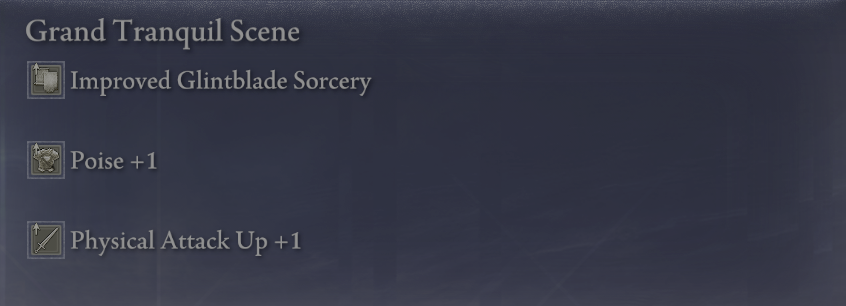 Grand Tranquil Scene
Improved Glintblade Sorcery
Poise +1
Physical Attack Up +1